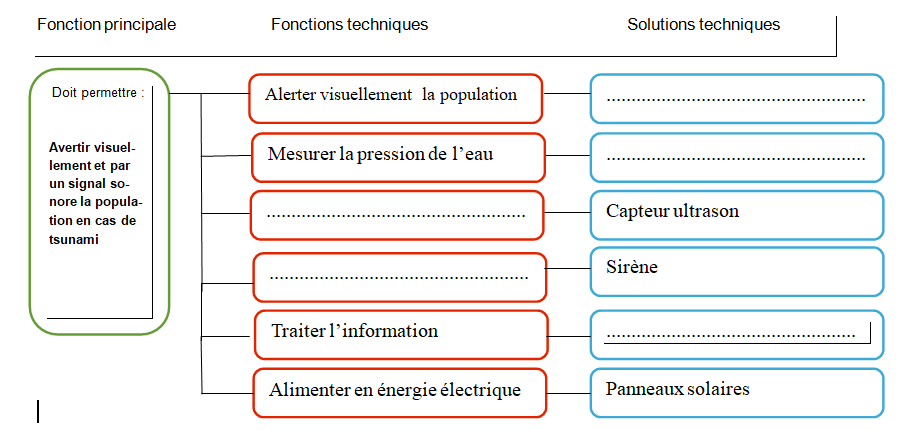 Fonction principale Fonctions techniques Solutions techniques
Doit permettre :
Avertir visuel-
lement et par
un signal so-
nore la popula-
tion en cas de
tsunami
Alerter visuellement la population ....................................................
Mesurer la pression de l’eau ....................................................
.................................................... Capteur ultrason
.................................................... Sirène
Traiter l’information ..................................................
Alimenter en énergie électrique Panneaux solaires